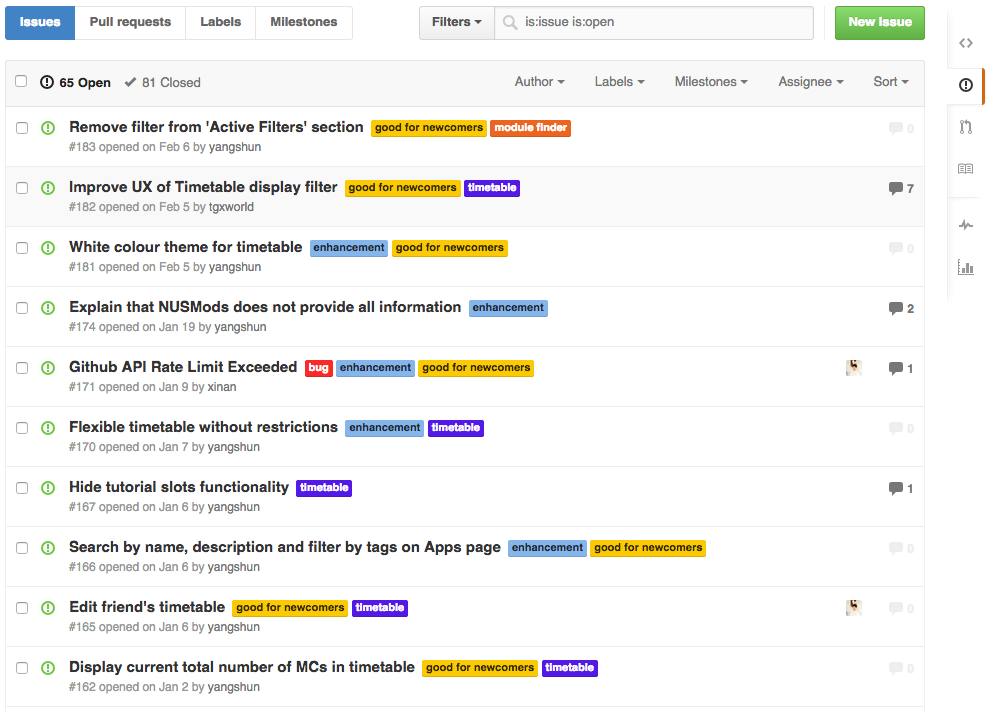 Issues Pull requests Labels Milestones Filters is:issue is:open New Issue
65 Open 81 Closed Author Labels Milestones Assignee Sort
Remove filter from 'Active Filters' section good for newcomers module finder 0
#183 opened on Feb 6 by yangshun
Improve UX of Timetable display filter good for newcomers timetable 7
#182 opened on Feb 5 by tgxworld
White colour theme for timetable enhancement good for newcomers 0
#181 opened on Feb 5 by yangshun
Explain that NUSMods does not provide all information enhancement 2
#174 opened on Jan 19 by yangshun
Github API Rate Limit Exceeded bug enhancement good for newcomers 1
#171 opened on Jan 9 by xinan
Flexible timetable without restrictions enhancement timetable 0
#170 opened on Jan 7 by yangshun
Hide tutorial slots functionality timetable 1
#167 opened on Jan 6 by yangshun
Search by name, description and filter by tags on Apps page enhancement good for newcomers 0
#166 opened on Jan 6 by yangshun
Edit friend's timetable good for newcomers timetable 0
#165 opened on Jan 6 by yangshun
Display current total number of MCs in timetable good for newcomers timetable 0
#162 opened on Jan 2 by yangshun